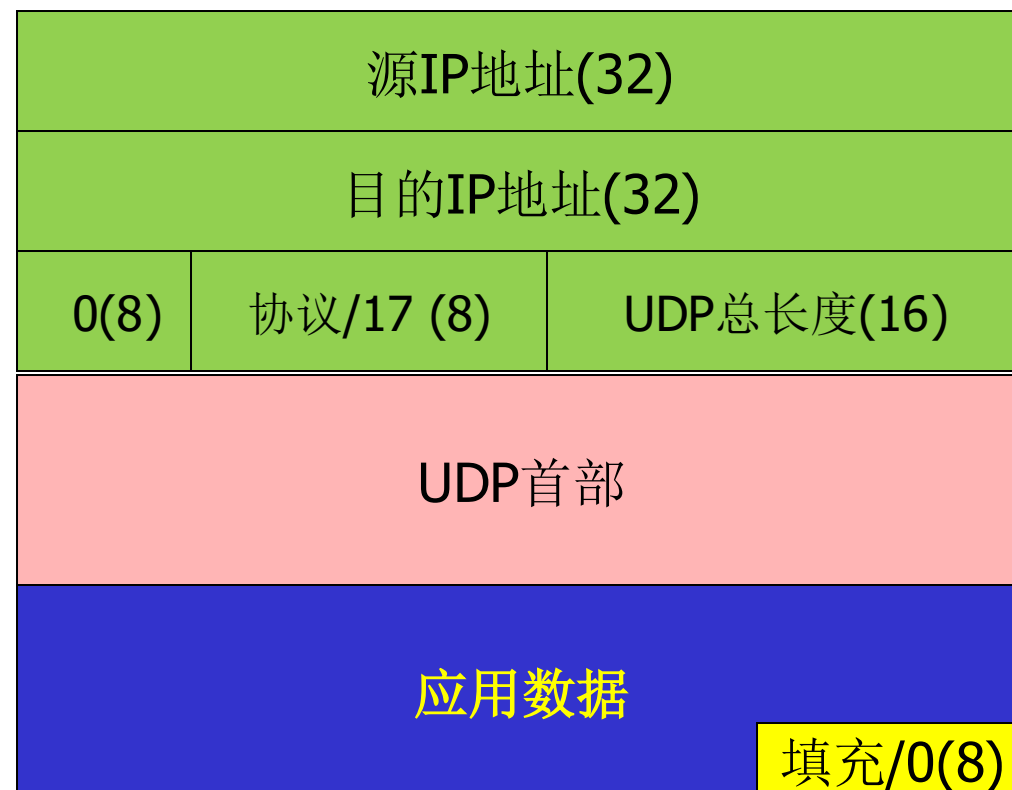 源IP地址(32)
目的IP地址(32)
0(8) 协议/17 (8) UDP总长度(16)
UDP首部
应用数据
填充/0(8)